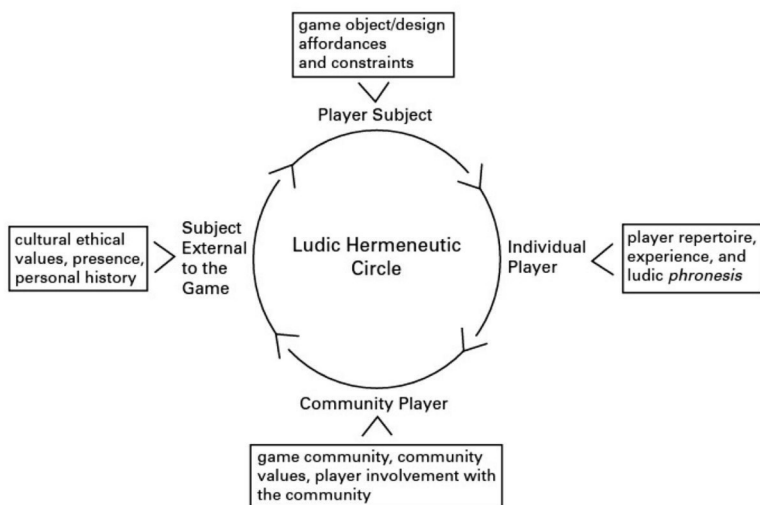 game object/design
affordances
and constraints
Player Subject
Subject
External
to the
Game
cultural ethical
values, presence,
personal history
Ludic Hermeneutic
Circle
Individual
Player
player repertoire,
experience, and
ludic phronesis
Community Player
game community, community
values, player involvement with
the community